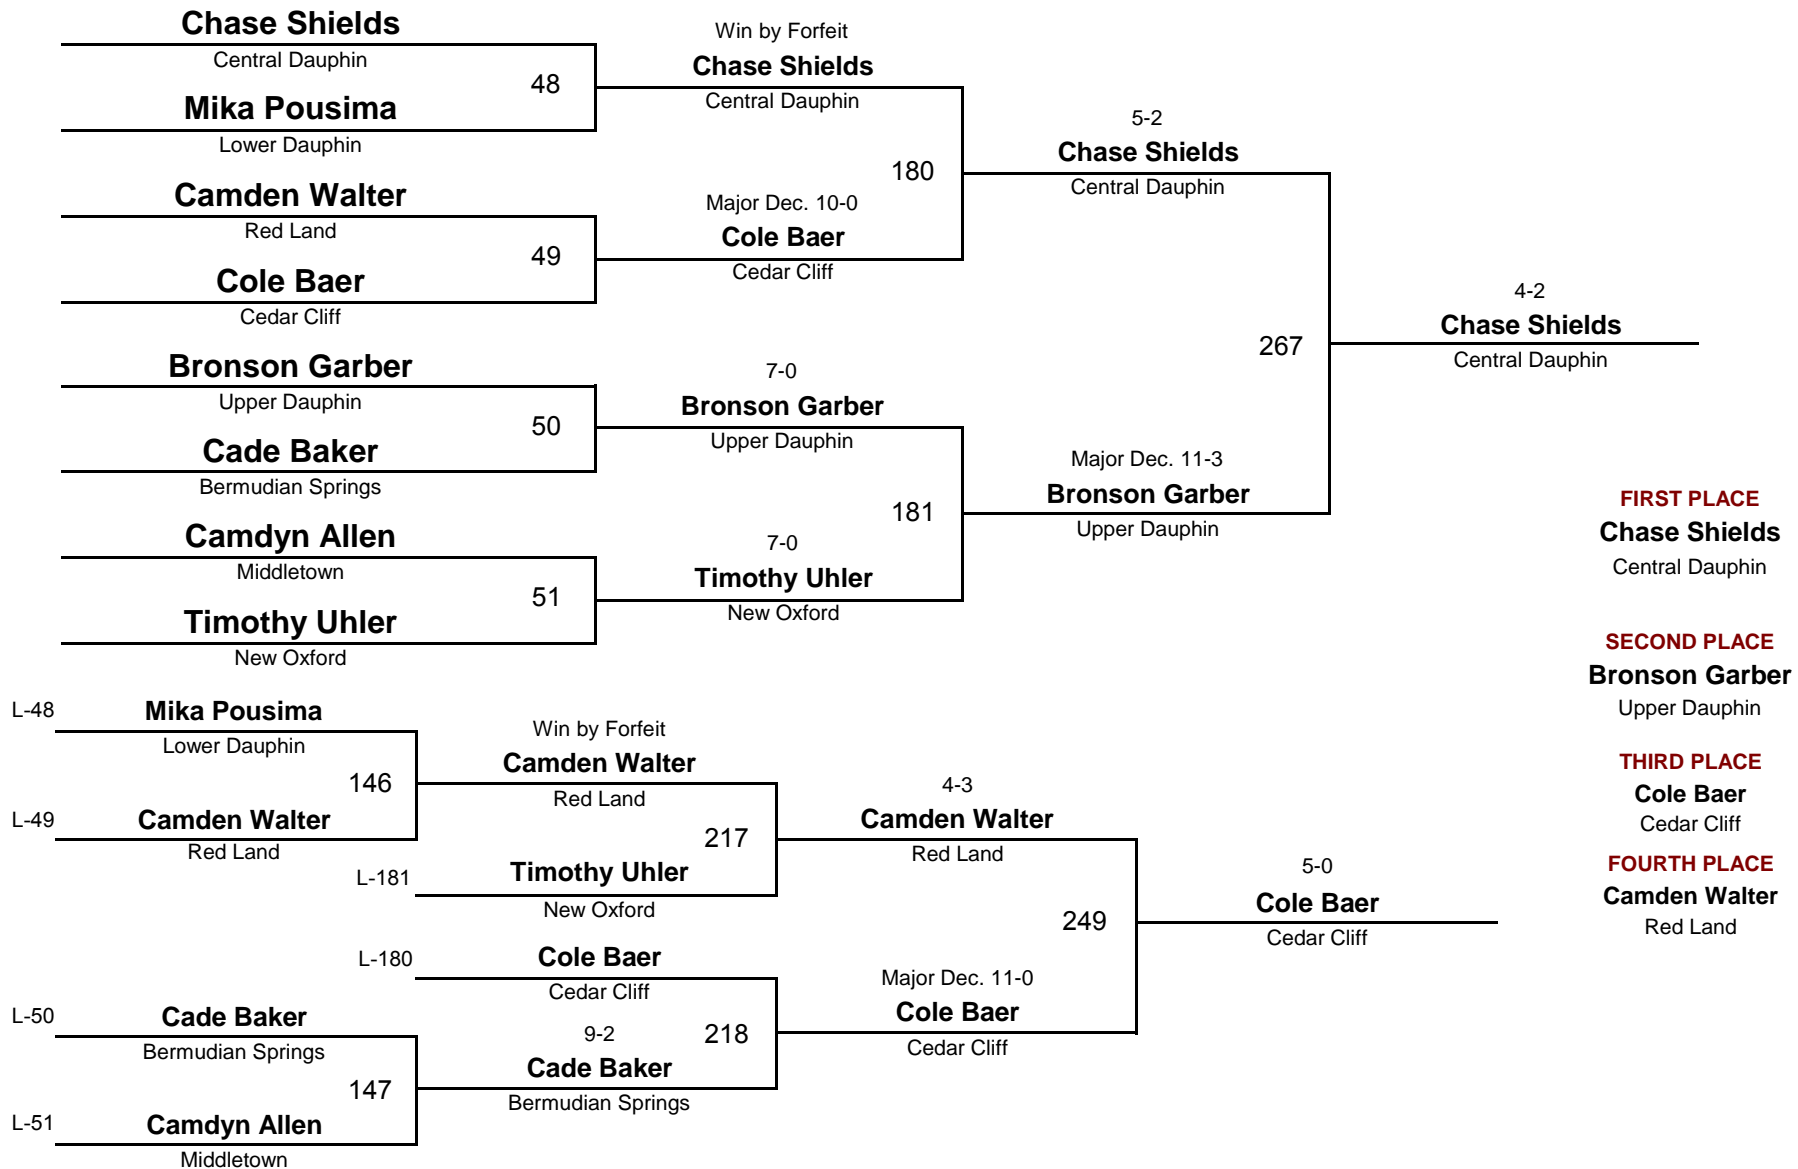 Chase Shields
Central Dauphin
48
Mika Pousima
Lower Dauphin
Camden Walter
Red Land
49
Cole Baer
Cedar Cliff
Bronson Garber
Upper Dauphin
50
Cade Baker
Bermudian Springs
Camdyn Allen
Middletown
51
Timothy Uhler
New Oxford
Win by Forfeit
Chase Shields
Central Dauphin
180
Major Dec. 10-0
Cole Baer
Cedar Cliff
7-0
Bronson Garber
Upper Dauphin
181
7-0
Timothy Uhler
New Oxford
5-2
Chase Shields
Central Dauphin
267
Major Dec. 11-3
Bronson Garber
Upper Dauphin
4-2
Chase Shields
Central Dauphin
L-48
Mika Pousima
Lower Dauphin
146
L-49
Camden Walter
Red Land
Win by Forfeit
Camden Walter
Red Land
217
L-181
Timothy Uhler
New Oxford
L-180
Cole Baer
Cedar Cliff
218
L-50
Cade Baker
Bermudian Springs
147
L-51
Camdyn Allen
Middletown
9-2
Cade Baker
Bermudian Springs
4-3
Camden Walter
Red Land
249
Major Dec. 11-0
Cole Baer
Cedar Cliff
5-0
Cole Baer
Cedar Cliff
FIRST PLACE
Chase Shields
Central Dauphin
SECOND PLACE
Bronson Garber
Upper Dauphin
THIRD PLACE
Cole Baer
Cedar Cliff
FOURTH PLACE
Camden Walter
Red Land